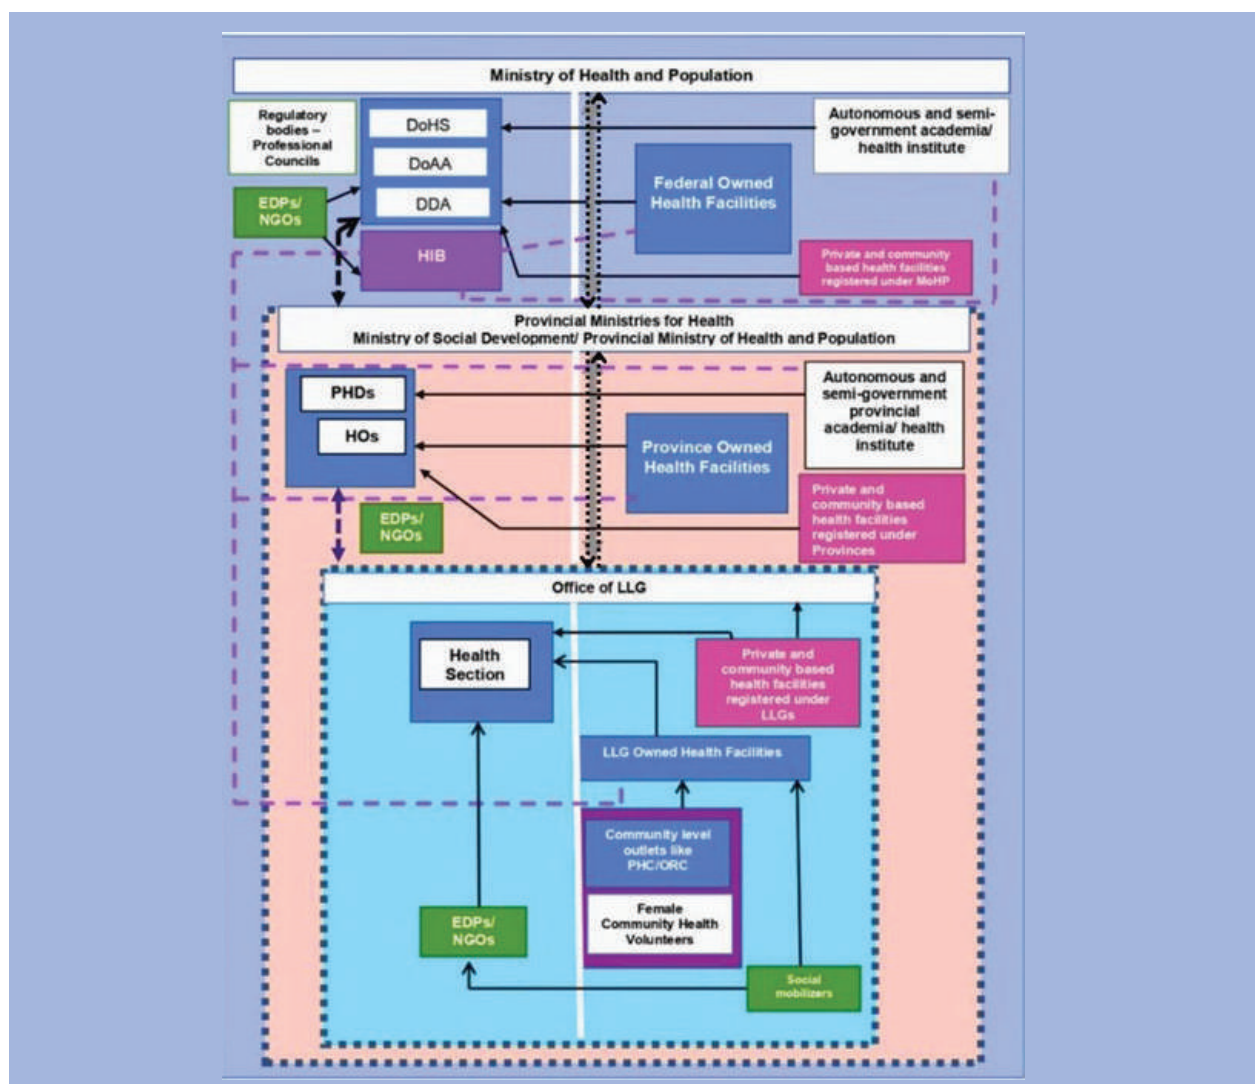 Ministry of Health and Population
Regulatory
bodies –
Professional
Councils
DoHS
DoAA
DDA
Autonomous and semi-
government academia/
health institute
Federal Owned
Health Facilities
EDPs/
NGOs
HIB
Private and community
based health facilities
registered under MoHP
Provincial Ministries for Health
Ministry of Social Development/ Provincial Ministry of Health and Population
PHDs
HOs
Autonomous and
semi-government
provincial
academia/ health
institute
Province Owned
Health Facilities
Private and
community based
health facilities
registered under
Provinces
EDPs/
NGOs
Office of LLG
Health
Section
Private and
community based
health facilities
registered under
LLGs
LLG Owned Health Facilities
Community level
outlets like
PHC/ORC
Female
Community Health
Volunteers
EDPs/
NGOs
Social
mobilizers